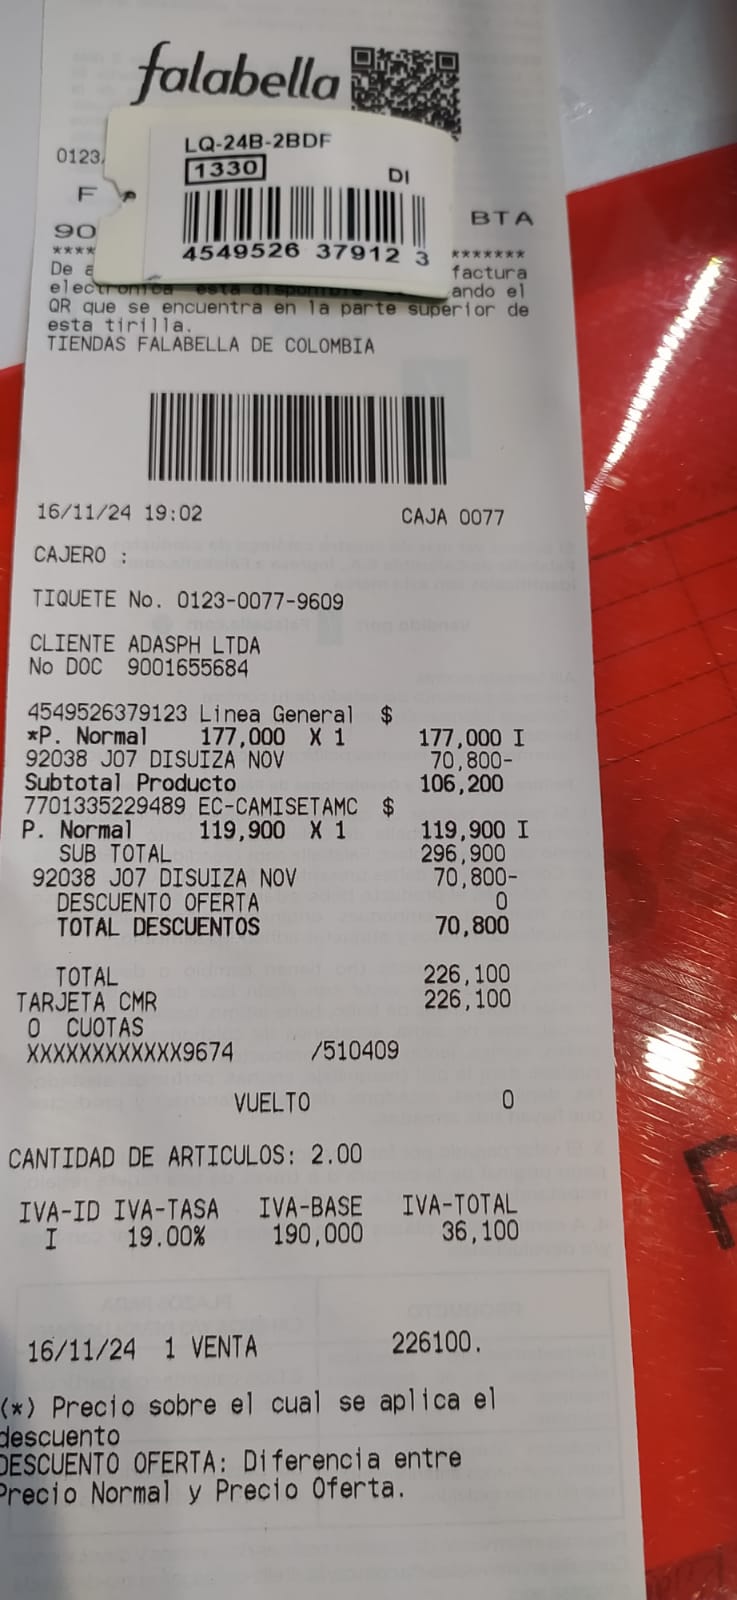 falabella
LQ-24B-2BDF
1330
DI
4549526 37912 3
0123
F
BTA
90
**** *******
De factura
electrónica está disponible ando el
QR que se encuentra en la parte superior de
esta tirilla.
TIENDAS FALABELLA DE COLOMBIA
16/11/24 19:02 CAJA 0077
CAJERO :
TIQUETE No. 0123-0077-9609
CLIENTE ADASPH LTDA
No DOC 9001655684
4549526379123 Linea General $
*P. Normal 177,000 X 1 177,000 I
92038 J07 DISUIZA NOV 70,800-
Subtotal Producto 106,200
7701335229489 EC-CAMISETAMC $
P. Normal 119,900 X 1 119,900 I
SUB TOTAL 296,900
92038 J07 DISUIZA NOV 70,800-
DESCUENTO OFERTA 0
TOTAL DESCUENTOS 70,800
TOTAL 226,100
TARJETA CMR 226,100
0 CUOTAS
XXXXXXXXXXXX9674 /510409
VUELTO 0
CANTIDAD DE ARTICULOS: 2.00
IVA-ID IVA-TASA IVA-BASE IVA-TOTAL
I 19.00% 190,000 36,100
16/11/24 1 VENTA 226100.
(*) Precio sobre el cual se aplica el
descuento
DESCUENTO OFERTA: Diferencia entre
Precio Normal y Precio Oferta.